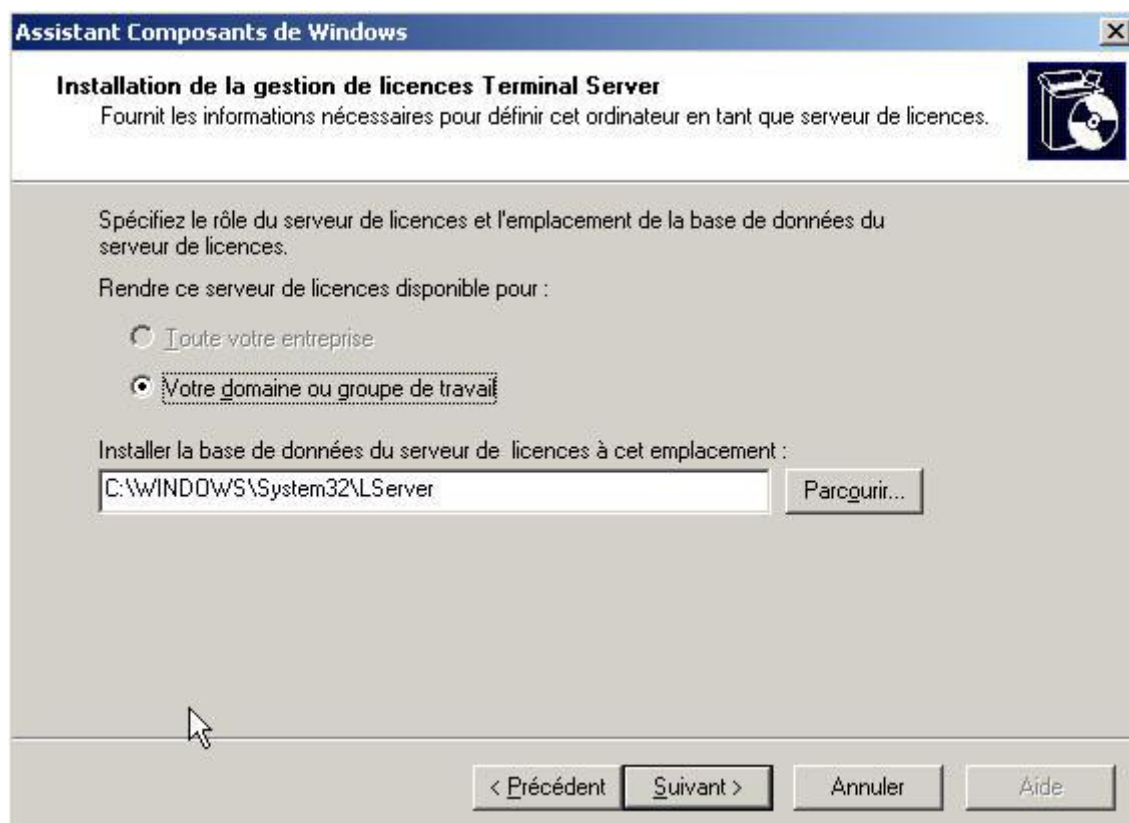 Assistant Composants de Windows
Installation de la gestion de licences Terminal Server
Fournit les informations nécessaires pour définir cet ordinateur en tant que serveur de licences.
Spécifiez le rôle du serveur de licences et l'emplacement de la base de données du
serveur de licences.
Rendre ce serveur de licences disponible pour :
Toute votre entreprise
Votre domaine ou groupe de travail
Installer la base de données du serveur de licences à cet emplacement :
C:\WINDOWS\System32\LServer
Parcourir...
< Précédent
Suivant >
Annuler
Aide